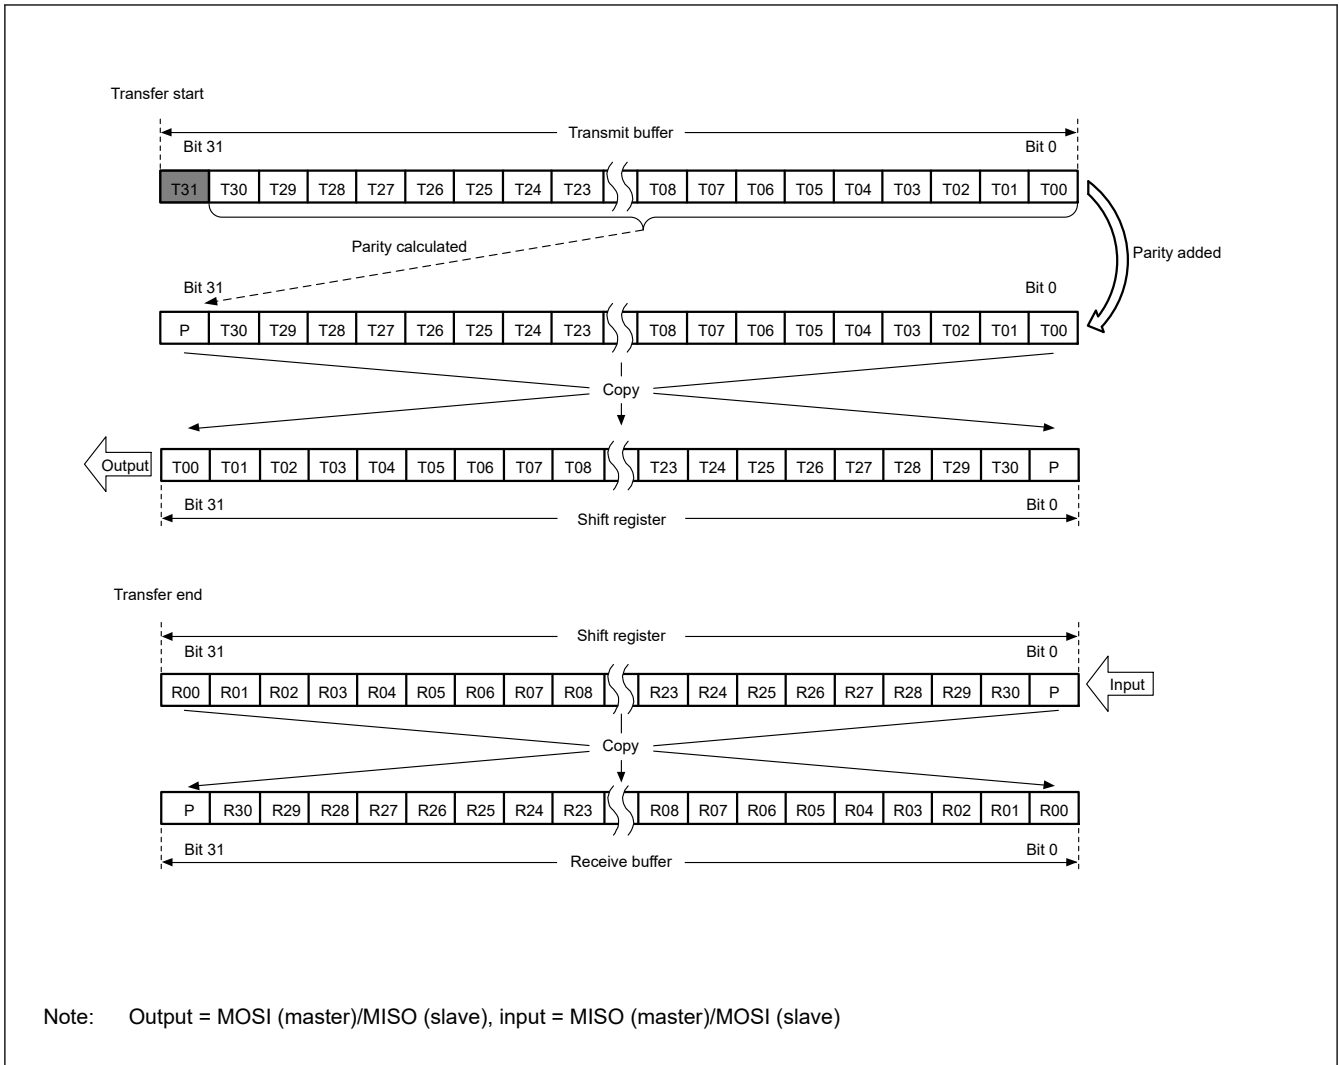 Transfer start
Transmit buffer
Bit 31 Bit 0
T31 T30 T29 T28 T27 T26 T25 T24 T23 T08 T07 T06 T05 T04 T03 T02 T01 T00
Parity calculated
Parity added
Bit 31 Bit 0
P T30 T29 T28 T27 T26 T25 T24 T23 T08 T07 T06 T05 T04 T03 T02 T01 T00
Copy
Output T00 T01 T02 T03 T04 T05 T06 T07 T08 T23 T24 T25 T26 T27 T28 T29 T30 P
Bit 31 Bit 0
Shift register
Transfer end
Shift register
Bit 31 Bit 0
R00 R01 R02 R03 R04 R05 R06 R07 R08 R23 R24 R25 R26 R27 R28 R29 R30 P Input
Copy
P R30 R29 R28 R27 R26 R25 R24 R23 R08 R07 R06 R05 R04 R03 R02 R01 R00
Bit 31 Bit 0
Receive buffer
Note: Output = MOSI (master)/MISO (slave), input = MISO (master)/MOSI (slave)